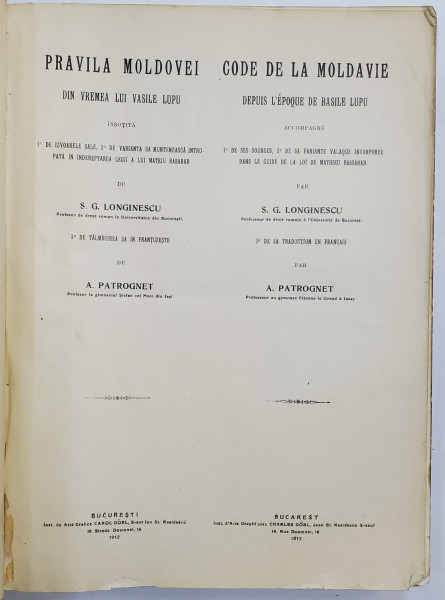 PRAVILA MOLDOVEI
DIN VREMEA LUI VASILE LUPU
ÎNSOȚITĂ
1º DE IZVOARELE SALE, 2º DE VARIANTA SA MUNTENEASCĂ INTRU-
PATĂ IN INDEREPTAREA LEGII A LUI MATEIU BASARAB
DE
S. G. LONGINESCU
Profesor de drept roman la Universitatea din București.
3º DE TĂLMĂCIREA SA IN FRANȚUZEȘTE
DE
A. PATROGNET
Profesor la gimnaziul Ștefan cel Mare din Iași
BUCUREȘTI
Inst. de Arte Grafice CAROL GÖBL, S-sor Ion St. Rasidescu
16, Strada Doamnei, 16
1912
CODE DE LA MOLDAVIE
DEPUIS L'ÉPOQUE DE BASILE LUPU
ACCOMPAGNÉ
1º DE SES SOURCES, 2º DE SA VARIANTE VALAQUE INCORPORÉE
DANS LE GUIDE DE LA LOI DE MATHIEU BASSARAB
PAR
S. G. LONGINESCU
Professeur de droit romain à l'Université de Bucarest.
3º DE SA TRADUCTION EN FRANÇAIS
PAR
A. PATROGNET
Professeur au gymnase Etienne le Grand à Iassy
BUCAREST
Inst. d'Arts Graphiques CHARLES GÖBL, Jean St. Rasidesco S-seur
16, Rue Doamnei, 16
1912